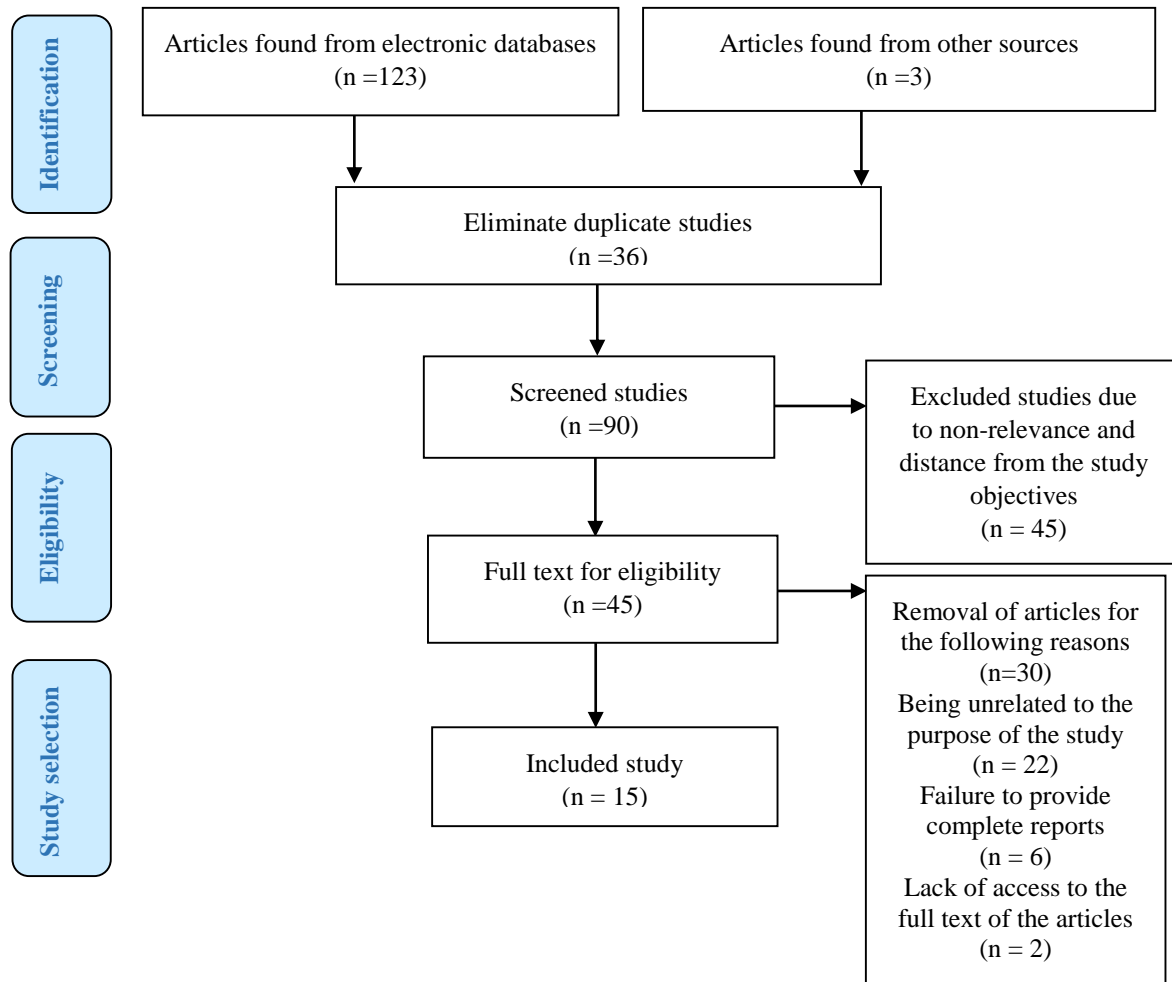 Identification
Articles found from electronic databases
(n =123)
Articles found from other sources
(n =3)
Eliminate duplicate studies
(n =36)
Screening
Screened studies
(n =90)
Excluded studies due
to non-relevance and
distance from the study
objectives
(n = 45)
Eligibility
Full text for eligibility
(n =45)
Removal of articles for
the following reasons
(n=30)
Being unrelated to the
purpose of the study
(n = 22)
Failure to provide
complete reports
(n = 6)
Lack of access to the
full text of the articles
(n = 2)
Study selection
Included study
(n = 15)